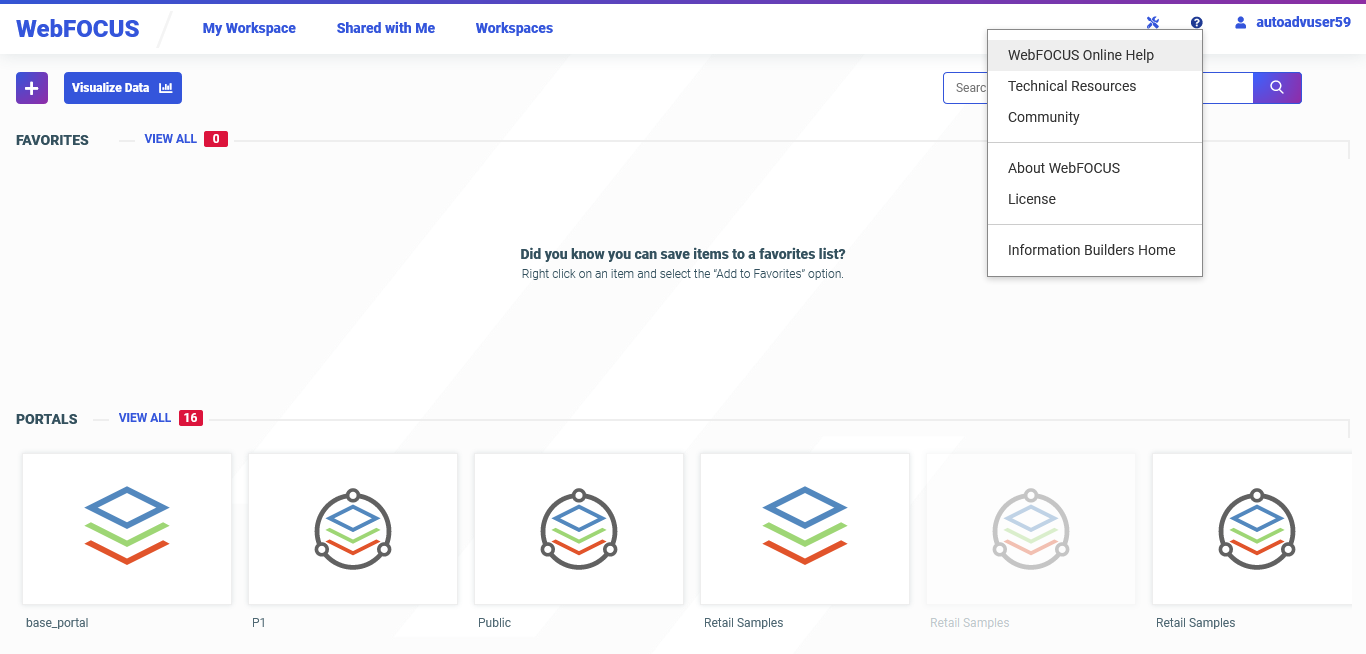 WebFOCUS
My Workspace
Shared with Me
Workspaces
autoadvuser59
WebFOCUS Online Help
Technical Resources
Community
About WebFOCUS
License
Information Builders Home
Visualize Data
Searc
FAVORITES
VIEW ALL 0
Did you know you can save items to a favorites list?
Right click on an item and select the “Add to Favorites” option.
PORTALS
VIEW ALL 16
base_portal
P1
Public
Retail Samples
Retail Samples
Retail Samples